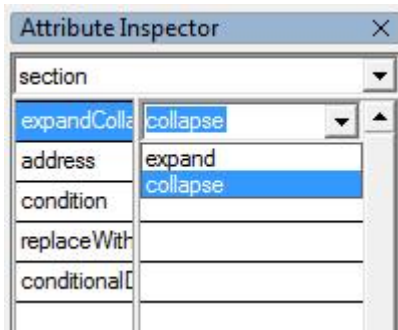 Attribute Inspector
section
expandColla collapse
address expand
collapse
condition
replaceWith
conditionalD